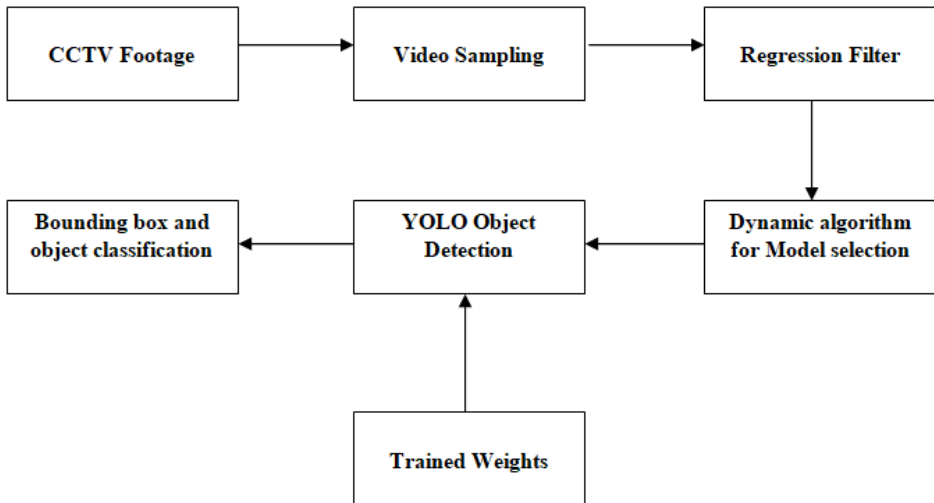 CCTV Footage
Video Sampling
Regression Filter
Bounding box and
object classification
YOLO Object
Detection
Dynamic algorithm
for Model selection
Trained Weights